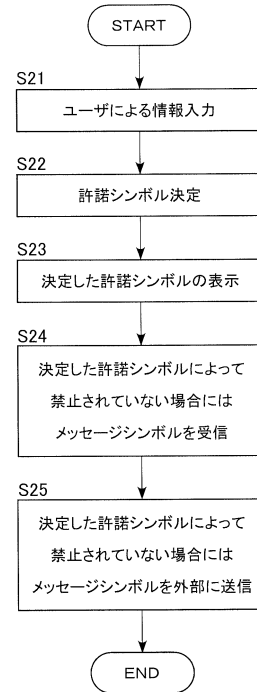 START
S21
ユーザによる情報入力
S22
許諾シンボル決定
S23
決定した許諾シンボルの表示
S24
決定した許諾シンボルによって
禁止されていない場合には
メッセージシンボルを受信
S25
決定した許諾シンボルによって
禁止されていない場合には
メッセージシンボルを外部に送信
END